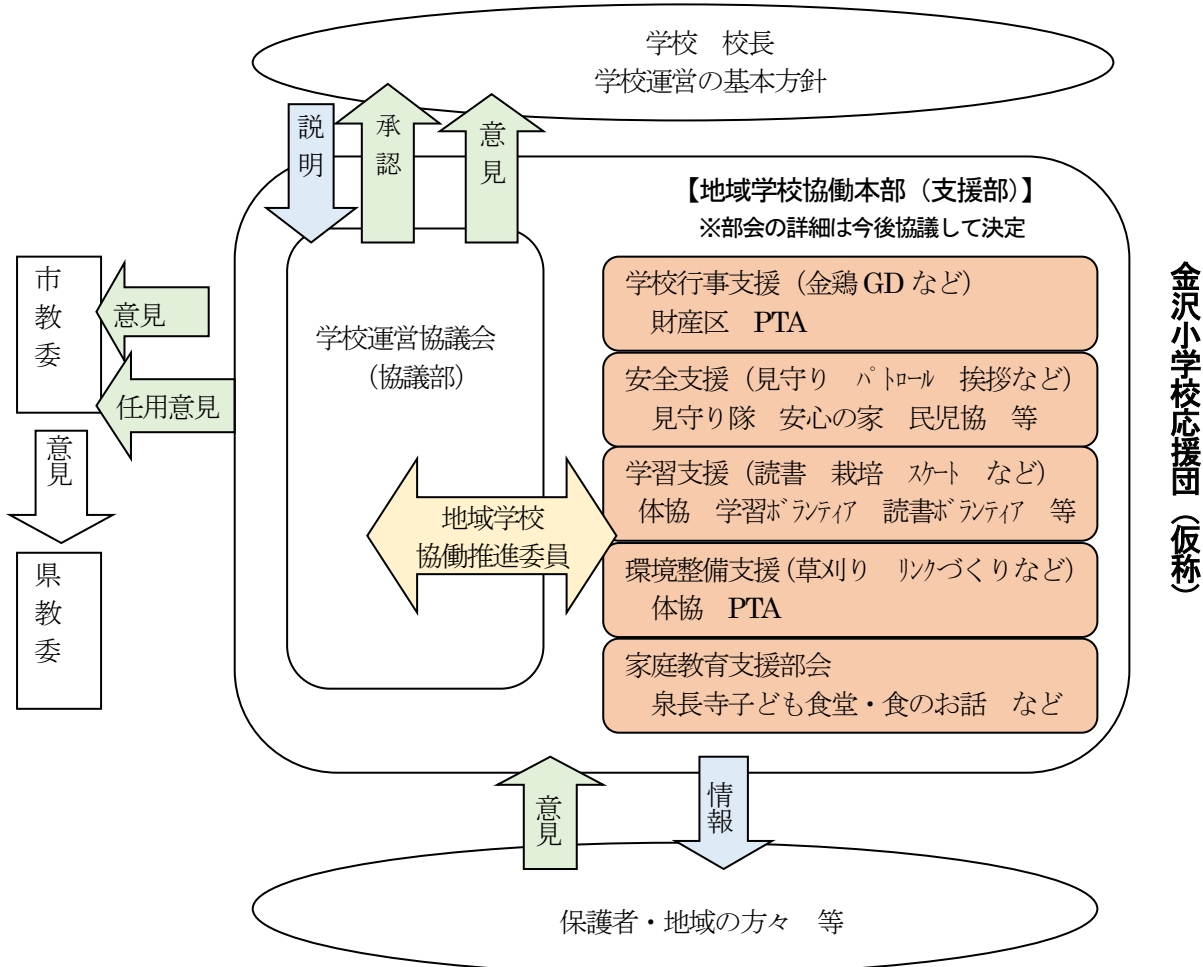 学校　校長
学校運営の基本方針
説明
承認
意見
【地域学校協働本部（支援部）】
※部会の詳細は今後協議して決定
市教委
意見
任用意見
意見
県教委
学校運営協議会
（協議部）
地域学校
協働推進委員
学校行事支援（金鶏 GD など）
財産区　PTA
安全支援（見守り　ﾊﾟﾄﾛｰﾙ　挨拶など）
見守り隊　安心の家　民児協　等
学習支援（読書　栽培　ｽｹｰﾄ　など）
体協　学習ﾎﾞﾗﾝﾃｨｱ　読書ﾎﾞﾗﾝﾃｨｱ　等
環境整備支援（草刈り　ﾘﾝｸづくりなど）
体協　PTA
家庭教育支援部会
泉長寺子ども食堂・食のお話　など
意見
情報
保護者・地域の方々　等
金沢小学校応援団（仮称）